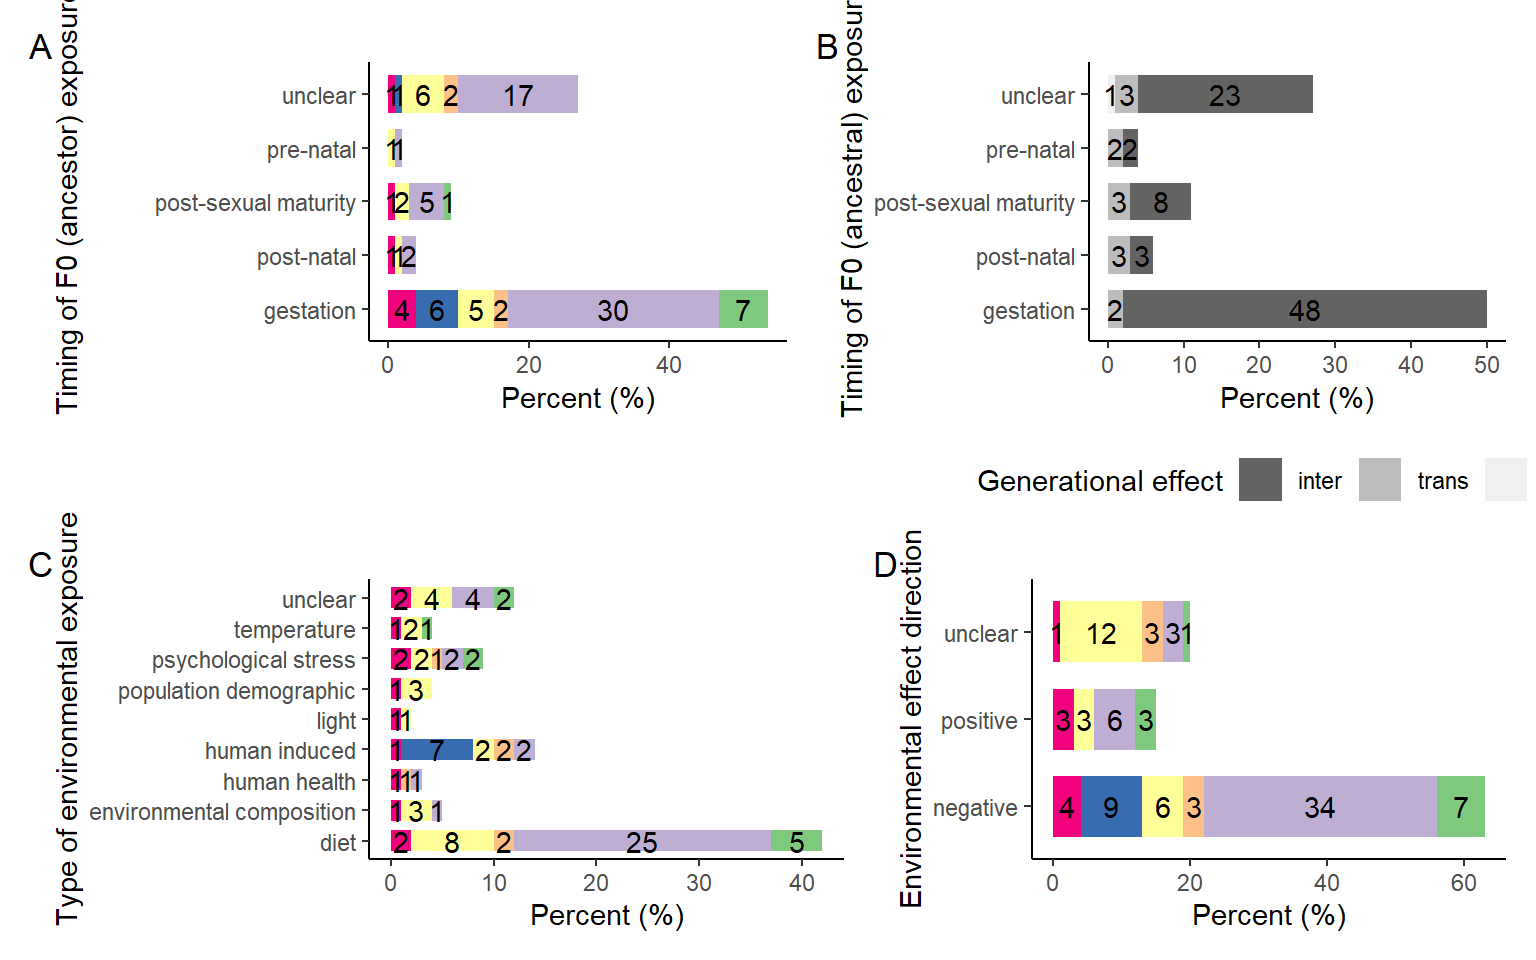 A
Timing of F0 (ancestor) exposure
unclear 1 1 6 2 17
pre-natal 1 1
post-sexual maturity 1 2 5 1
post-natal 1 1 2
gestation 4 6 5 2 30 7
0 20 40
Percent (%)
B
Timing of F0 (ancestral) exposure
unclear 1 3 23
pre-natal 2 2
post-sexual maturity 3 8
post-natal 3 3
gestation 2 48
0 10 20 30 40 50
Percent (%)
Generational effect inter trans
C
Type of environmental exposure
unclear 2 4 4 2
temperature 1 2 1
psychological stress 2 2 1 2 2
population demographic 1 3
light 1 1
human induced 1 7 2 2 2
human health 1 1 1
environmental composition 1 3 1
diet 2 8 2 25 5
0 10 20 30 40
Percent (%)
D
Environmental effect direction
unclear 1 12 3 3 1
positive 3 3 6 3
negative 4 9 6 3 34 7
0 20 40 60
Percent (%)